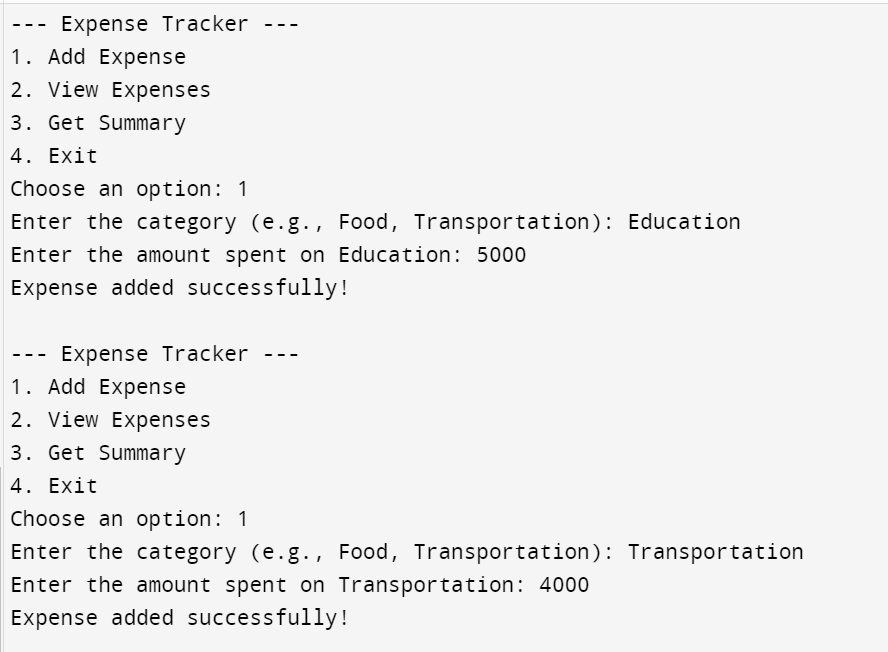 --- Expense Tracker ---
1. Add Expense
2. View Expenses
3. Get Summary
4. Exit
Choose an option: 1
Enter the category (e.g., Food, Transportation): Education
Enter the amount spent on Education: 5000
Expense added successfully!

--- Expense Tracker ---
1. Add Expense
2. View Expenses
3. Get Summary
4. Exit
Choose an option: 1
Enter the category (e.g., Food, Transportation): Transportation
Enter the amount spent on Transportation: 4000
Expense added successfully!